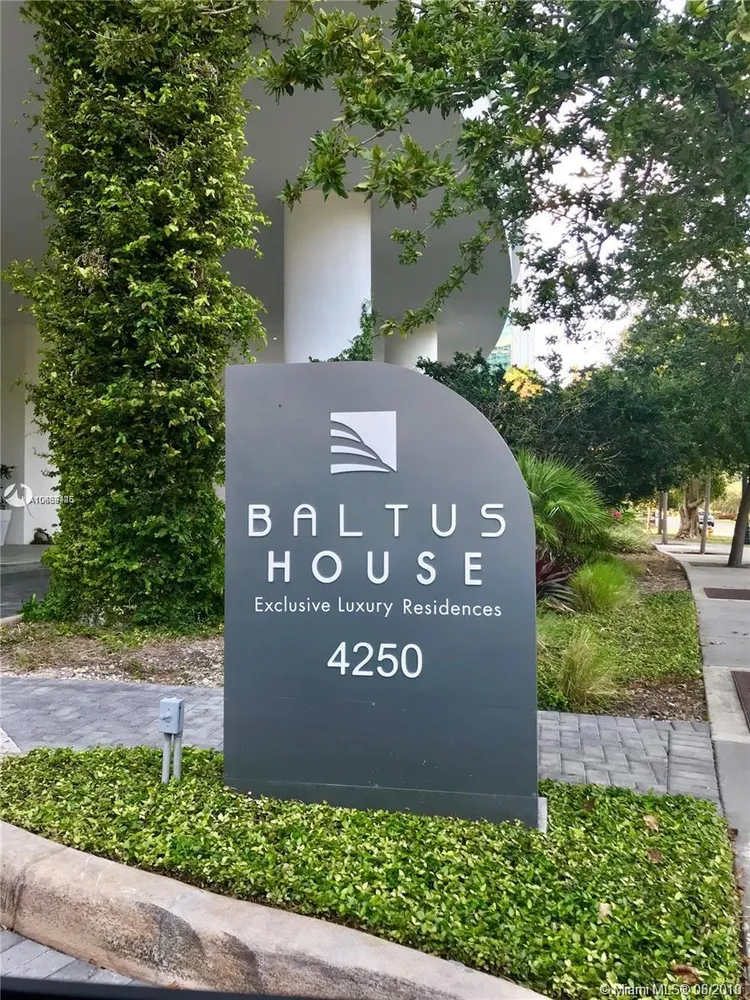 BALTUS
HOUSE
Exclusive Luxury Residences
4250